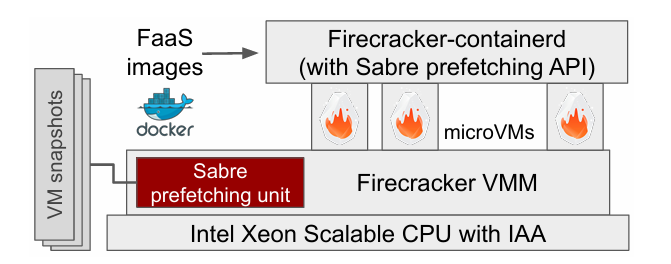 FaaS
images
Firecracker-containerd
(with Sabre prefetching API)
docker
microVMs
VM snapshots
Sabre
prefetching unit
Firecracker VMM
Intel Xeon Scalable CPU with IAA